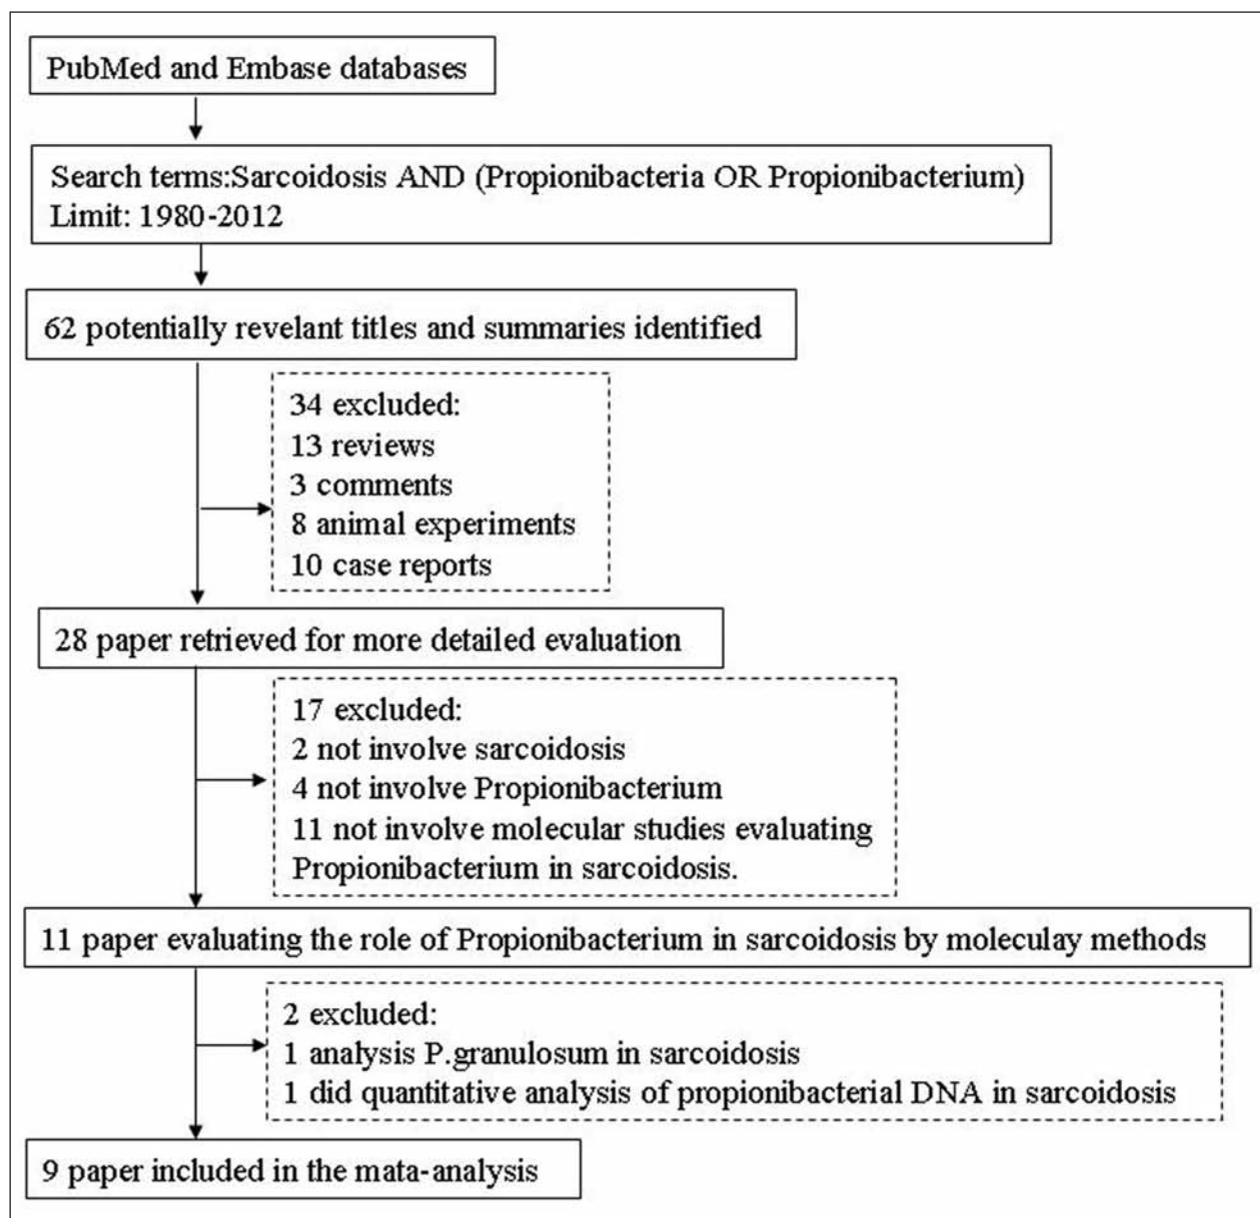 PubMed and Embase databases
Search terms:Sarcoidosis AND (Propionibacteria OR Propionibacterium)
Limit: 1980-2012
62 potentially revelant titles and summaries identified
34 excluded:
13 reviews
3 comments
8 animal experiments
10 case reports
28 paper retrieved for more detailed evaluation
17 excluded:
2 not involve sarcoidosis
4 not involve Propionibacterium
11 not involve molecular studies evaluating
Propionibacterium in sarcoidosis.
11 paper evaluating the role of Propionibacterium in sarcoidosis by moleculay methods
2 excluded:
1 analysis P.granulosum in sarcoidosis
1 did quantitative analysis of propionibacterial DNA in sarcoidosis
9 paper included in the mata-analysis